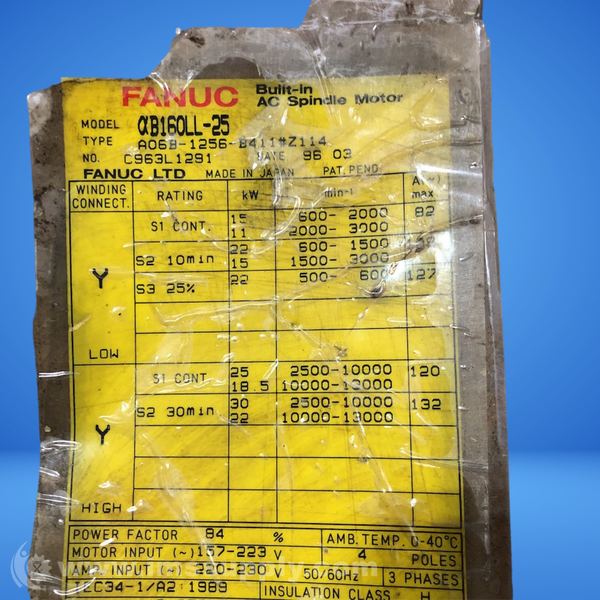 FANUC Built-in AC Spindle Motor
MODEL αB160LL-25
TYPE A06B-1256-B411#Z114
NO. C963L1291 DATE 96 03
FANUC LTD MADE IN JAPAN PAT. PEND.
WINDING CONNECT. RATING kW min-1 A(~) max
S1 CONT. 15 600- 2000 82
11 2000- 3000
S2 10min 22 600- 1500
15 1500- 3000
Y S3 25% 22 500- 600 127
LOW
S1 CONT 25 2500-10000 120
18.5 10000-13000
S2 30min 30 2500-10000 132
Y 22 10000-13000
HIGH
POWER FACTOR 84 % AMB.TEMP. 0-40°C
MOTOR INPUT (~) 157-223 V 4 POLES
AMP. INPUT (~) 220-230 V 50/60Hz 3 PHASES
IEC34-1/A2:1989 INSULATION CLASS H